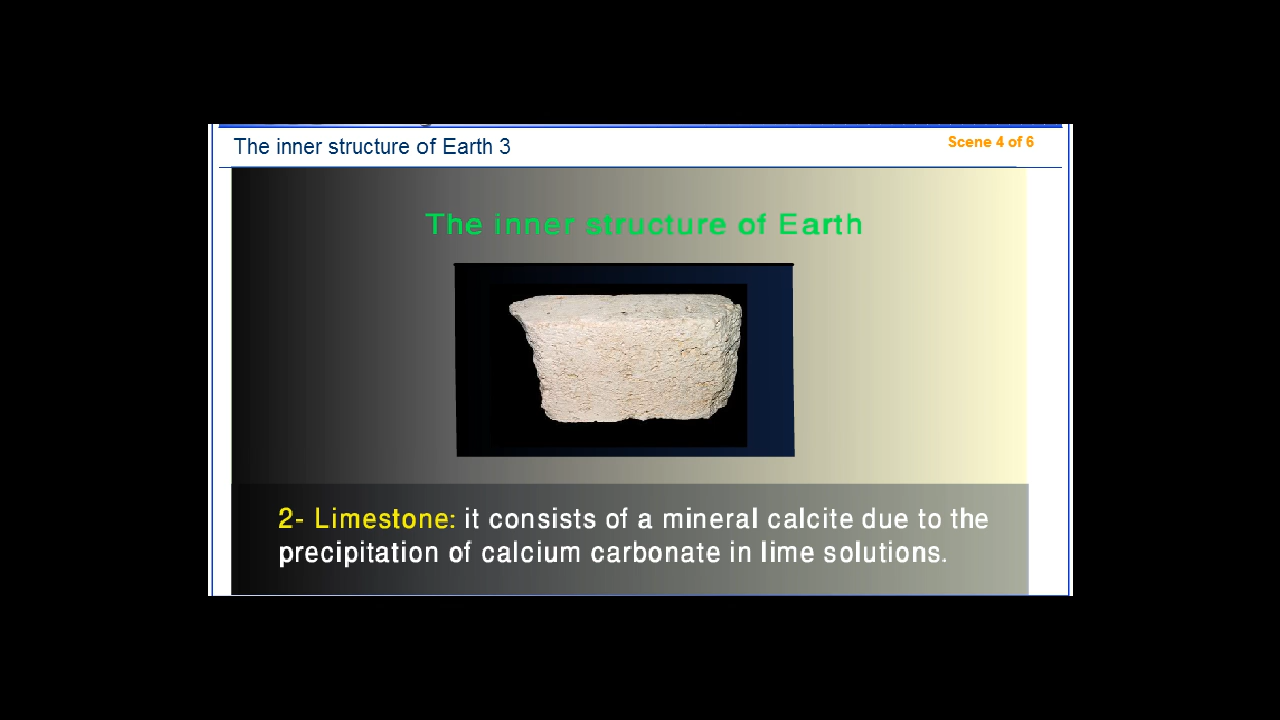 The inner structure of Earth 3
Scene 4 of 6
The inner structure of Earth
2- Limestone: it consists of a mineral calcite due to the
precipitation of calcium carbonate in lime solutions.